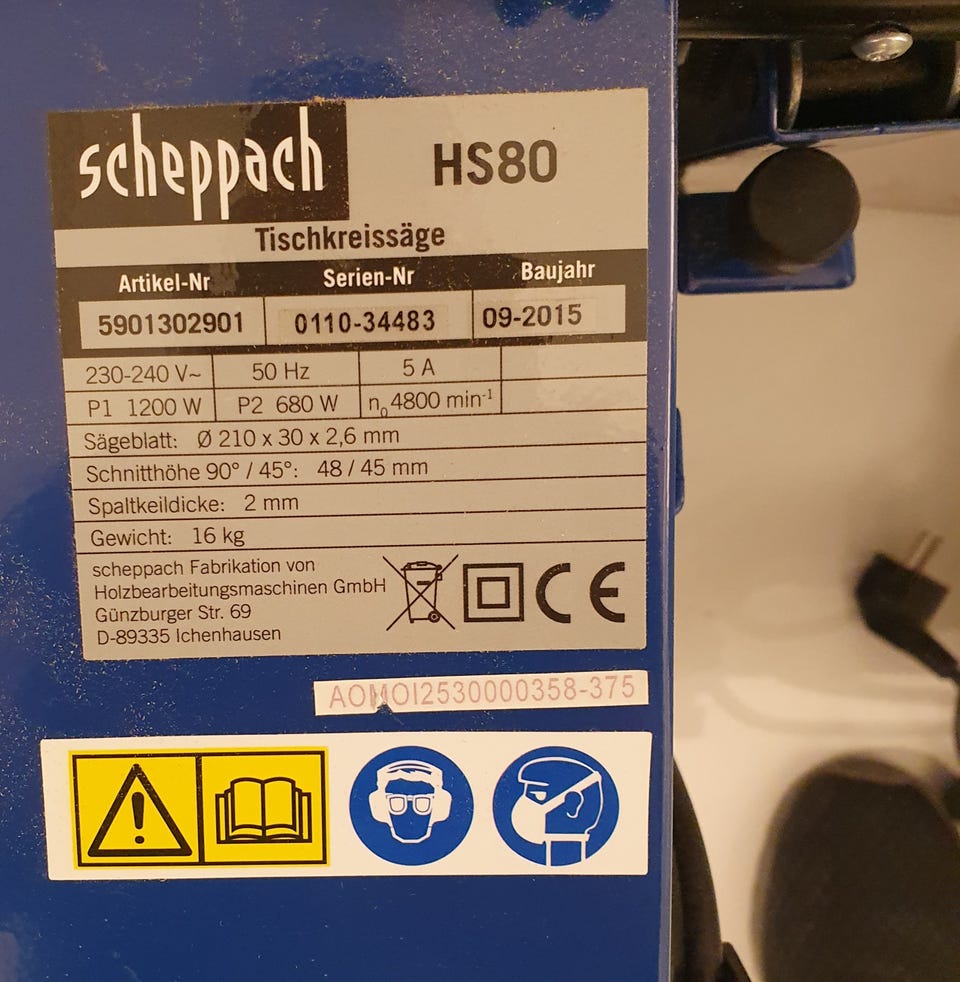 scheppach HS80
Tischkreissäge
Artikel-Nr Serien-Nr Baujahr
5901302901 0110-34483 09-2015
230-240 V~ 50 Hz 5 A
P1 1200 W P2 680 W n₀ 4800 min⁻¹
Sägeblatt: Ø 210 x 30 x 2,6 mm
Schnitthöhe 90° / 45°: 48 / 45 mm
Spaltkeildicke: 2 mm
Gewicht: 16 kg
scheppach Fabrikation von
Holzbearbeitungsmaschinen GmbH
Günzburger Str. 69
D-89335 Ichenhausen
CE
AOMOI2530000358-375